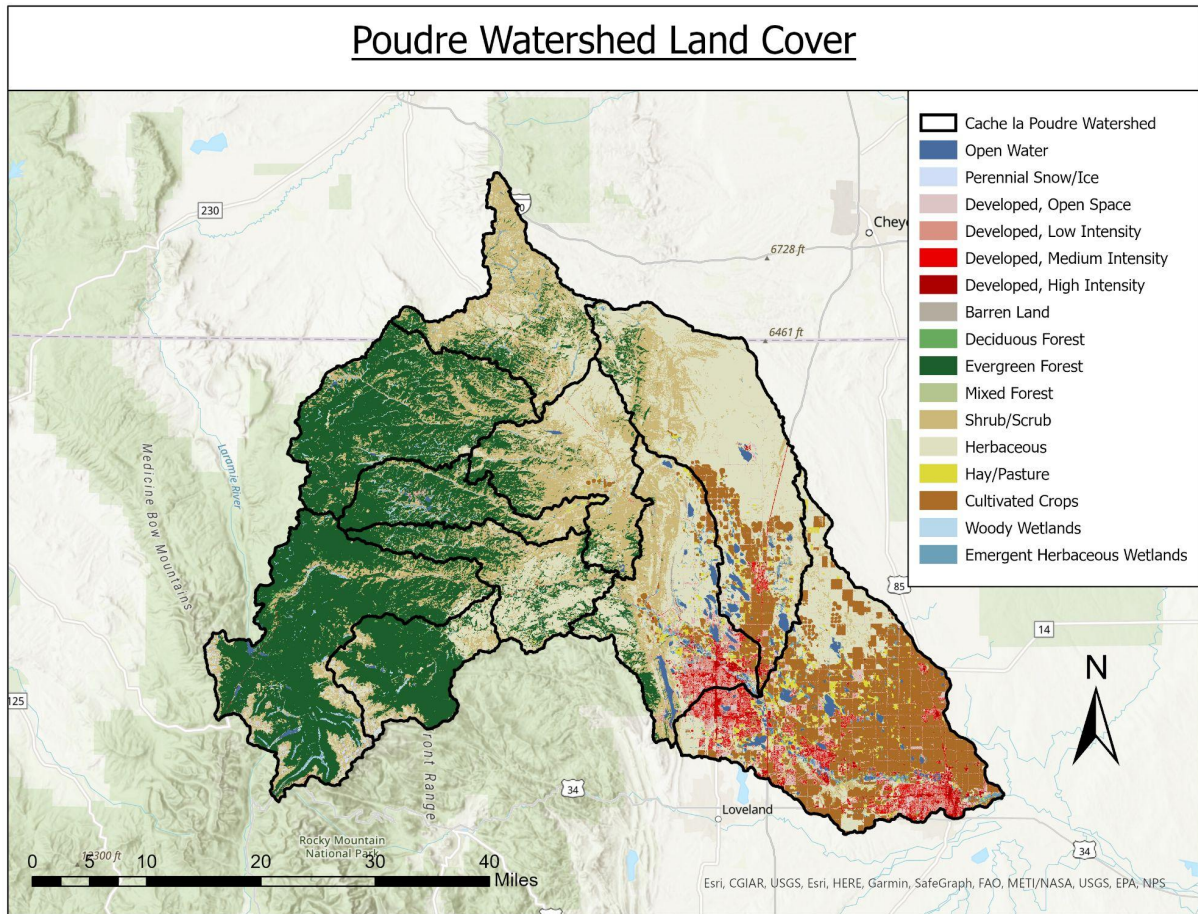 Poudre Watershed Land Cover
Cache la Poudre Watershed
Open Water
Perennial Snow/Ice
Developed, Open Space
Developed, Low Intensity
Developed, Medium Intensity
Developed, High Intensity
Barren Land
Deciduous Forest
Evergreen Forest
Mixed Forest
Shrub/Scrub
Herbaceous
Hay/Pasture
Cultivated Crops
Woody Wetlands
Emergent Herbaceous Wetlands
230
Chey
6728 ft
6461 ft
Medicine Bow Mountains
Laramie River
85
14
N
125
ront Range
34
Loveland
Rocky Mountain
National Park
34
0 5 10 20 30 40
Miles
Esri, CGIAR, USGS, Esri, HERE, Garmin, SafeGraph, FAO, METI/NASA, USGS, EPA, NPS